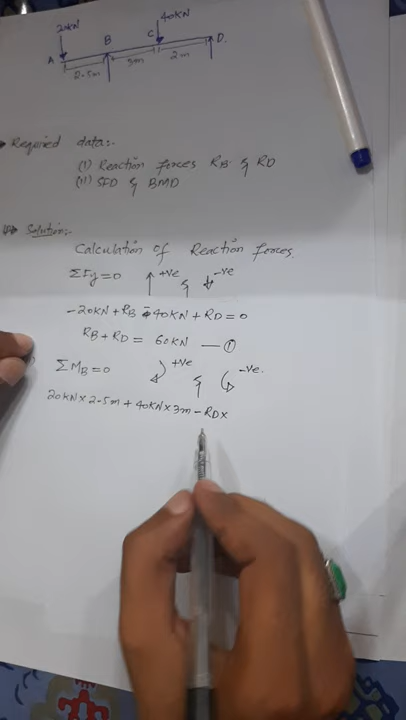 20KN 40KN
A B C D.
2.5m 3m 2m
Required data:-
(I) Reaction forces RB & RD
(II) SFD & BMD
Solution:-
Calculation of Reaction forces.
ΣFy=0 ↑+ve & ↓-ve
-20KN+RB-40KN+RD=0
RB+RD= 60KN —①
ΣMB=0 +ve & -ve.
20KN×2.5m+40KN×3m-RD×